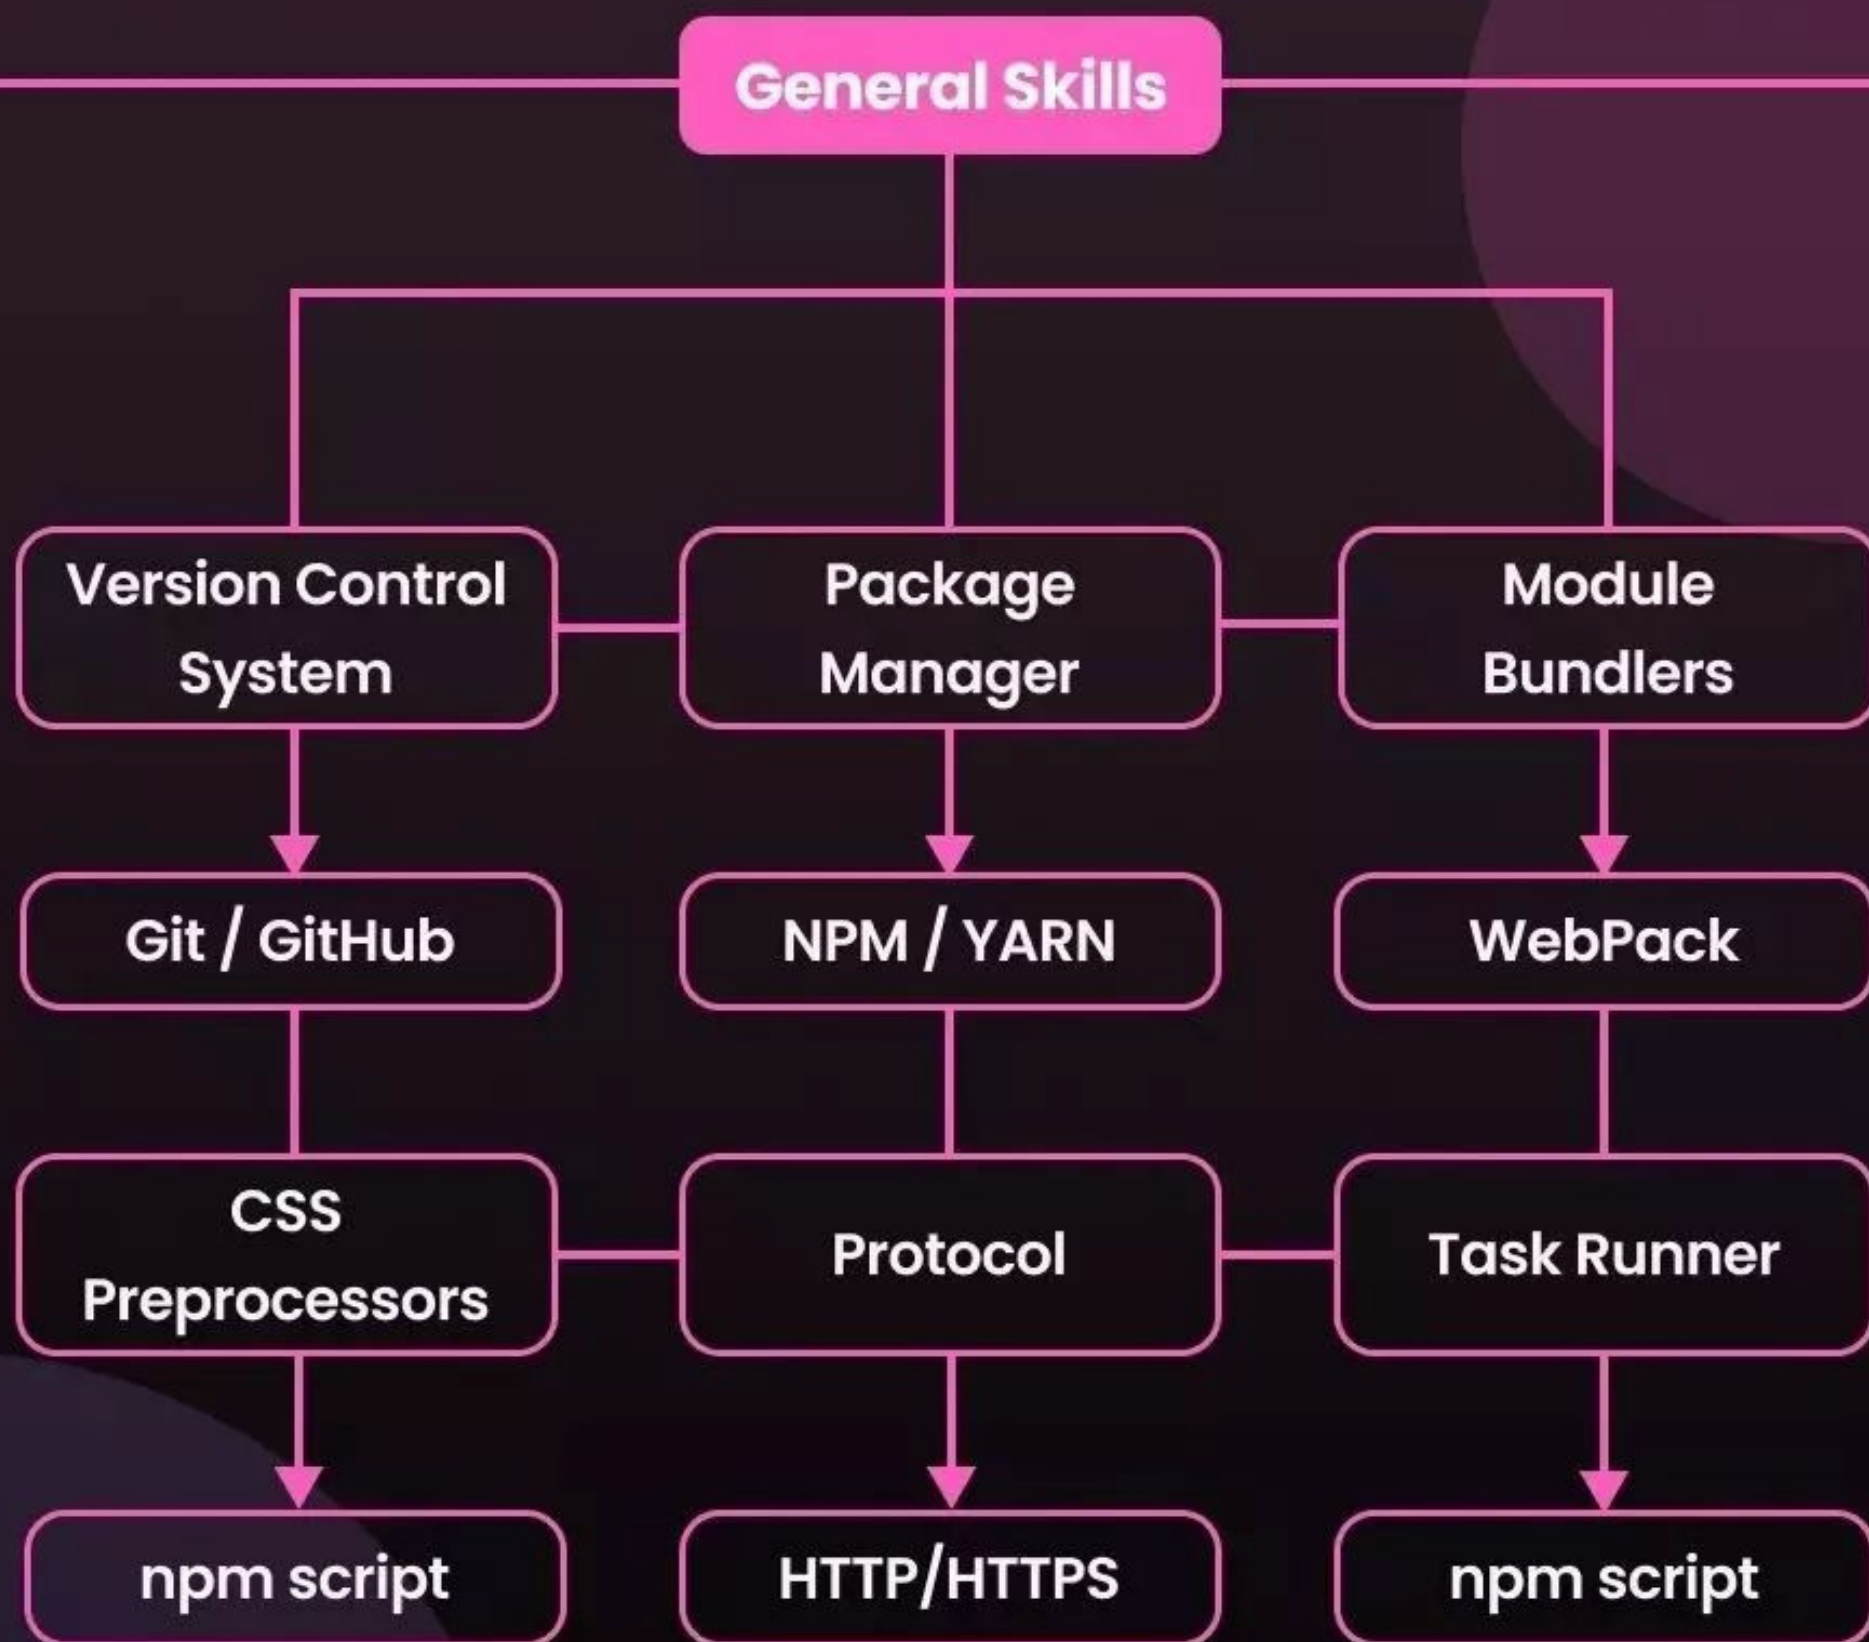 General Skills
Version Control
System
Package
Manager
Module
Bundlers
Git / GitHub
NPM / YARN
WebPack
CSS
Preprocessors
Protocol
Task Runner
npm script
HTTP/HTTPS
npm script